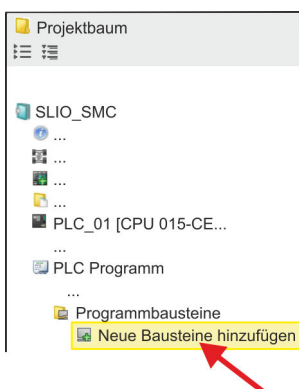 Projektbaum
SLIO_SMC
...
...
...
...
PLC_01 [CPU 015-CE...
...
PLC Programm
...
Programmbausteine
Neue Bausteine hinzufügen